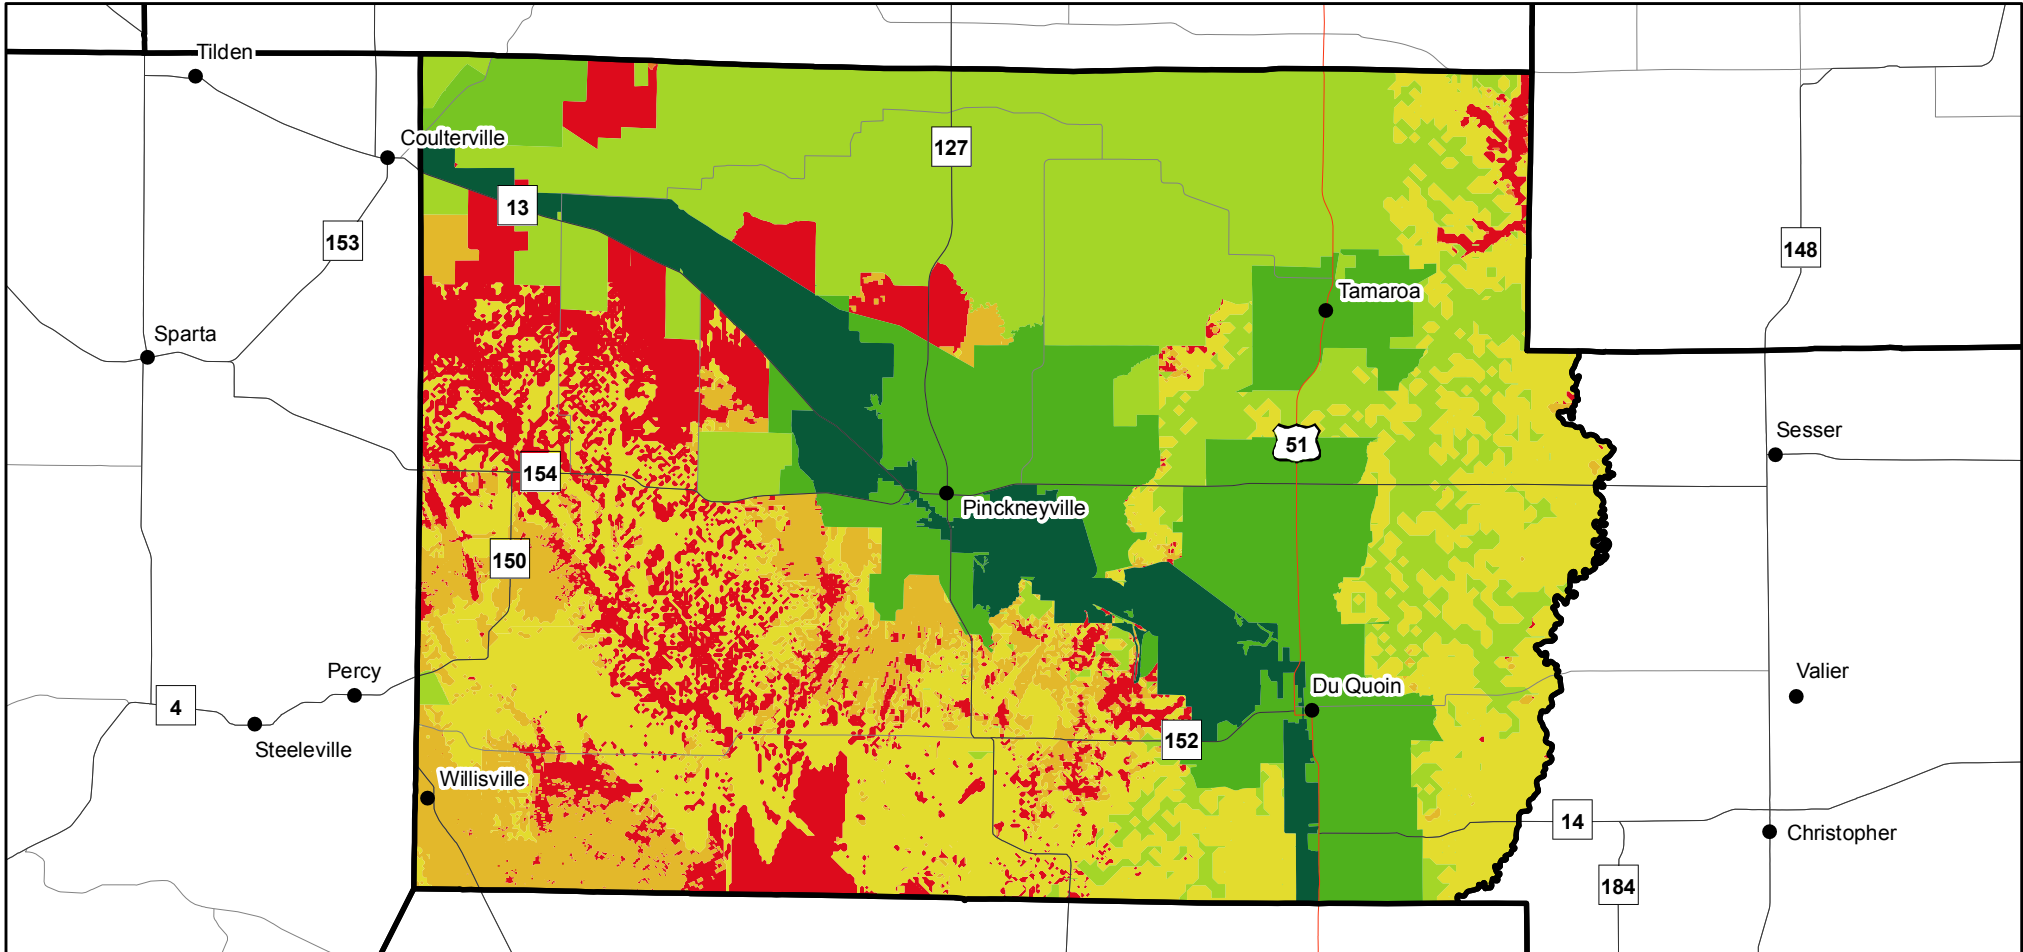 Tilden
Coulterville
127
13
153
148
Tamaroa
Sparta
Sesser
51
154
Pinckneyville
150
Percy
Valier
Du Quoin
4
Steeleville
152
Willisville
14
Christopher
184